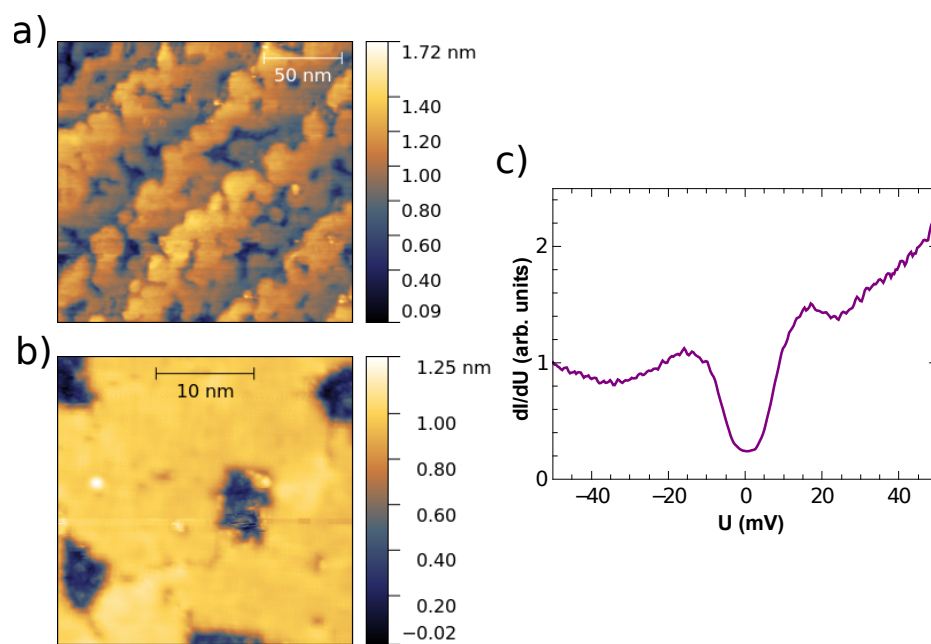 a)
50 nm
1.72 nm
1.40
1.20
1.00
0.80
0.60
0.40
0.09
b)
10 nm
1.25 nm
1.00
0.80
0.60
0.40
0.20
−0.02
c)
dI/dU (arb. units)
2
1
0
−40 −20 0 20 40
U (mV)